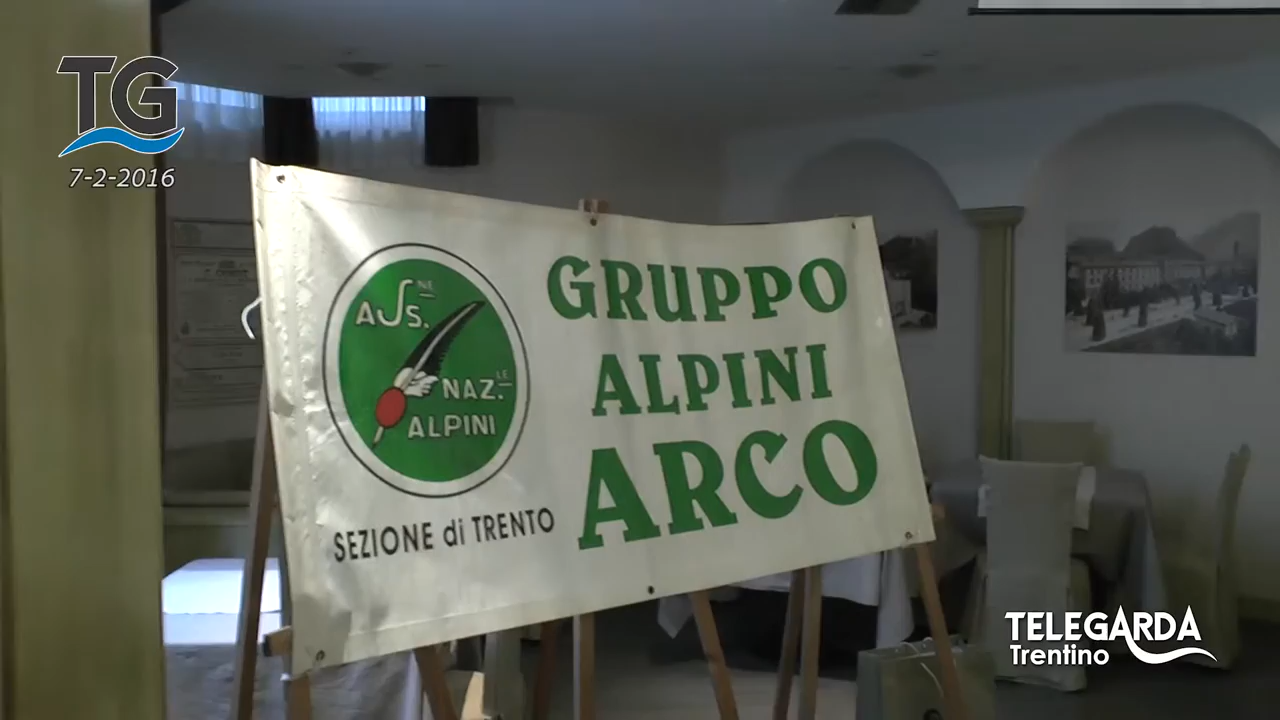 TG
7-2-2016
ASS.NE
NAZ.LE
ALPINI
SEZIONE di TRENTO
GRUPPO
ALPINI
ARCO
TELEGARDA
Trentino